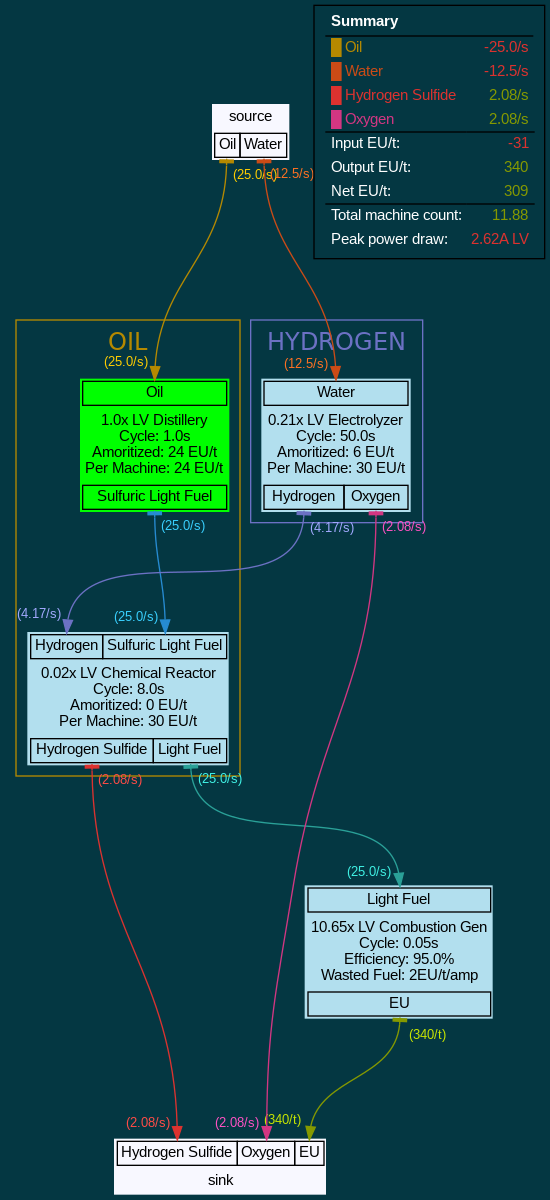 Summary
Oil -25.0/s
Water -12.5/s
Hydrogen Sulfide 2.08/s
Oxygen 2.08/s
Input EU/t: -31
Output EU/t: 340
Net EU/t: 309
Total machine count: 11.88
Peak power draw: 2.62A LV
source
Oil Water
(25.0/s) (12.5/s)
OIL HYDROGEN
(25.0/s) (12.5/s)
Oil
1.0x LV Distillery
Cycle: 1.0s
Amoritized: 24 EU/t
Per Machine: 24 EU/t
Sulfuric Light Fuel
Water
0.21x LV Electrolyzer
Cycle: 50.0s
Amoritized: 6 EU/t
Per Machine: 30 EU/t
Hydrogen Oxygen
(25.0/s) (4.17/s) (2.08/s)
(4.17/s) (25.0/s)
Hydrogen Sulfuric Light Fuel
0.02x LV Chemical Reactor
Cycle: 8.0s
Amoritized: 0 EU/t
Per Machine: 30 EU/t
Hydrogen Sulfide Light Fuel
(2.08/s) (25.0/s)
(25.0/s)
Light Fuel
10.65x LV Combustion Gen
Cycle: 0.05s
Efficiency: 95.0%
Wasted Fuel: 2EU/t/amp
EU
(340/t)
(2.08/s) (2.08/s) (340/t)
Hydrogen Sulfide Oxygen EU
sink